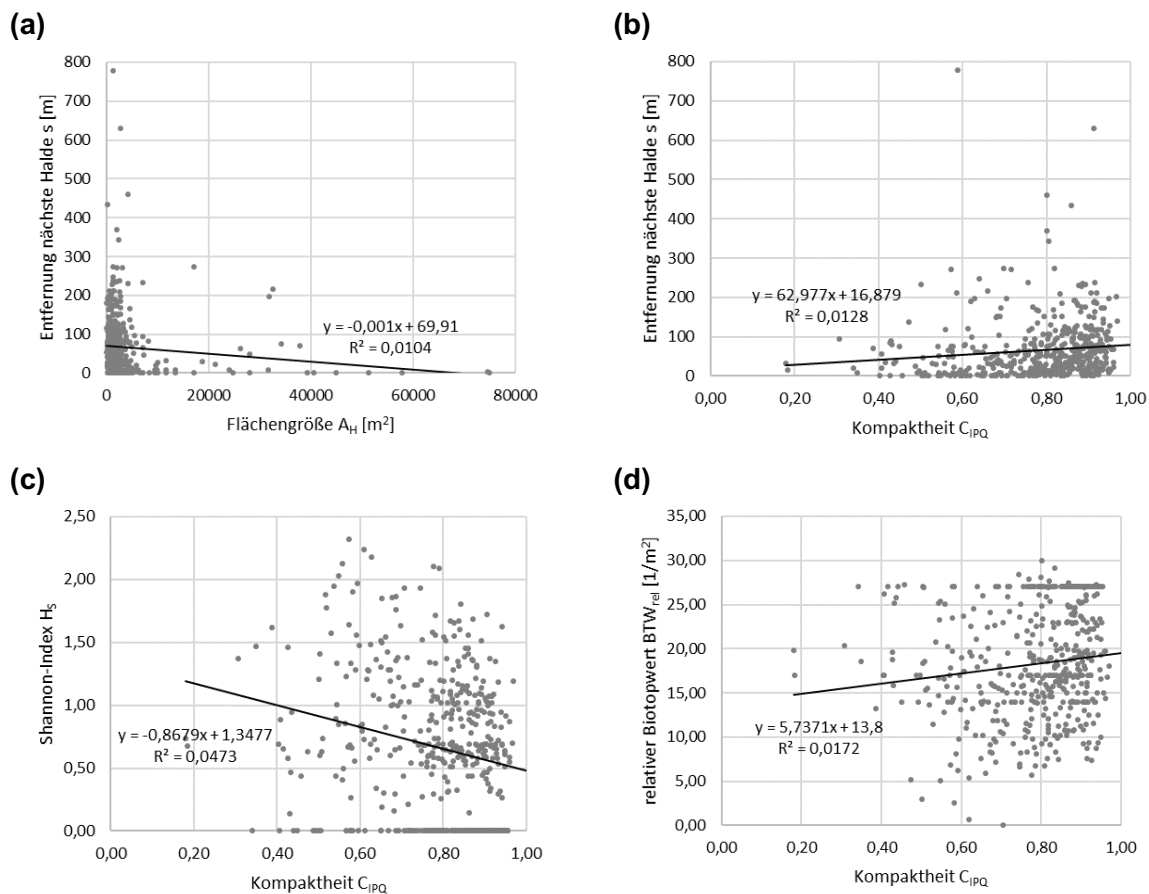 (a)
800
700
600
500
400
300
200
100
0
Entfernung nächste Halde s [m]
y = -0,001x + 69,91
R² = 0,0104
0
20000
40000
60000
80000
Flächengröße A_H [m²]
(b)
800
700
600
500
400
300
200
100
0
Entfernung nächste Halde s [m]
y = 62,977x + 16,879
R² = 0,0128
0,00
0,20
0,40
0,60
0,80
1,00
Kompaktheit C_IPQ
(c)
2,50
2,00
1,50
1,00
0,50
0,00
Shannon-Index H_S
y = -0,8679x + 1,3477
R² = 0,0473
0,00
0,20
0,40
0,60
0,80
1,00
Kompaktheit C_IPQ
(d)
35,00
30,00
25,00
20,00
15,00
10,00
5,00
0,00
relativer Biotopwert BTW_rel [1/m²]
y = 5,7371x + 13,8
R² = 0,0172
0,00
0,20
0,40
0,60
0,80
1,00
Kompaktheit C_IPQ